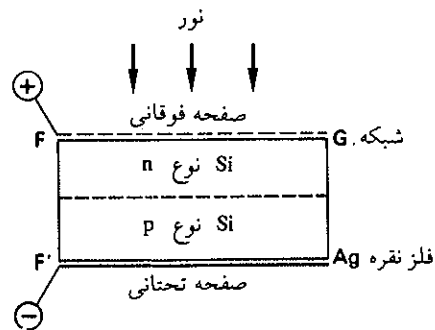 نور
+
صفحه فوقانی
F
G. شبکه
Si نوع n
Si نوع p
F'
Ag فلز نقره
صفحه تحتانی
−